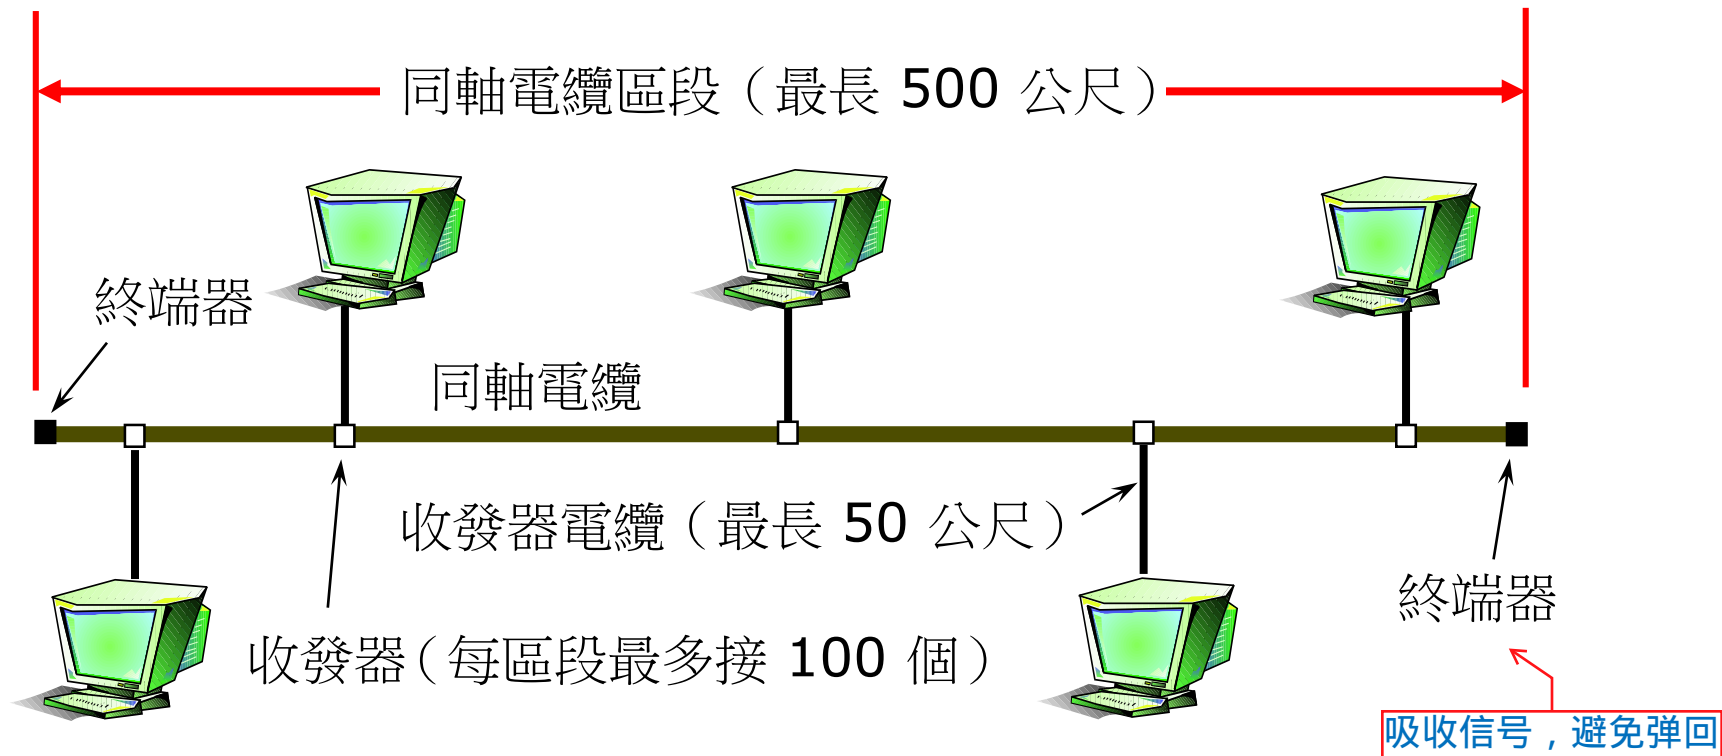 同軸電纜區段（最長 500 公尺）
終端器
同軸電纜
收發器電纜（最長 50 公尺）
終端器
收發器（每區段最多接 100 個）
吸收信号，避免弹回